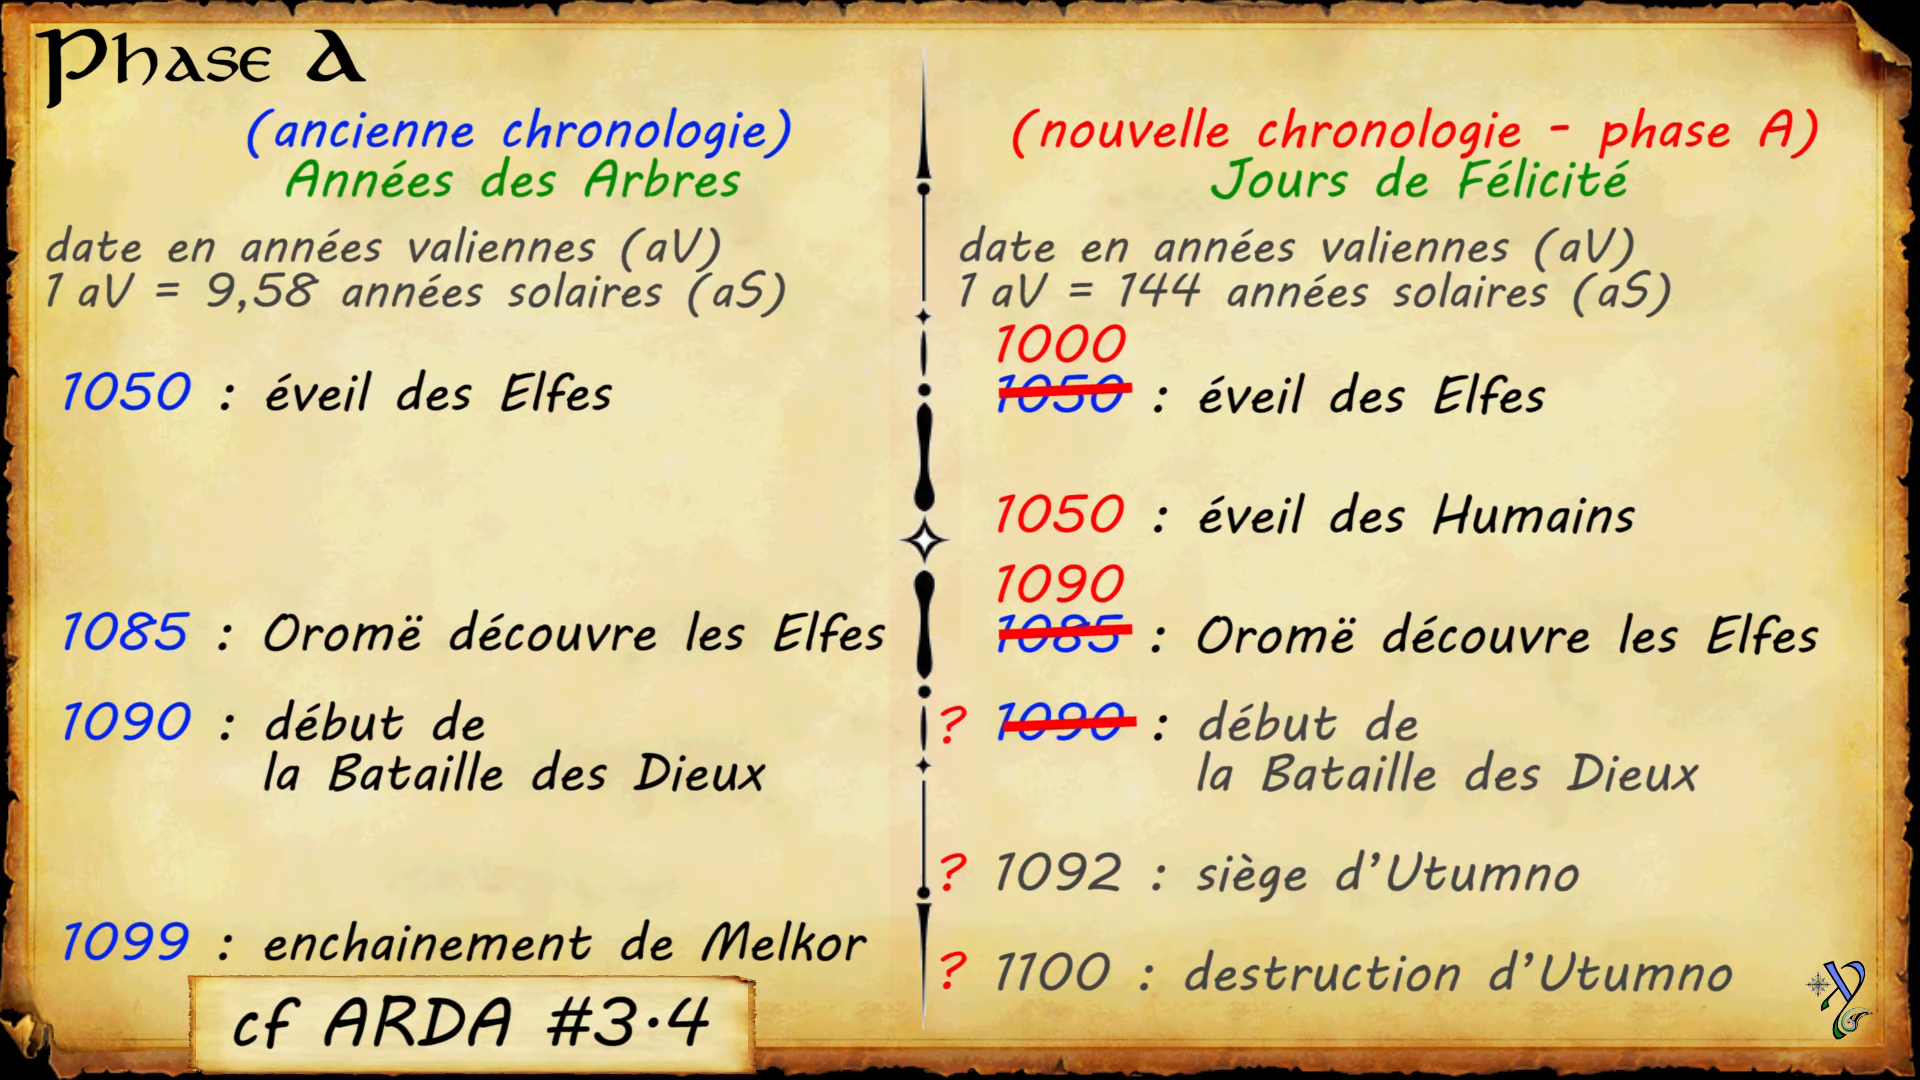 Phase A
(ancienne chronologie)
Années des Arbres
date en années valiennes (aV)
1 aV = 9,58 années solaires (aS)
1050 : éveil des Elfes
1085 : Oromë découvre les Elfes
1090 : début de
la Bataille des Dieux
1099 : enchainement de Melkor
cf ARDA #3·4
(nouvelle chronologie - phase A)
Jours de Félicité
date en années valiennes (aV)
1 aV = 144 années solaires (aS)
1000
1050 : éveil des Elfes
1050 : éveil des Humains
1090
1085 : Oromë découvre les Elfes
? 1090 : début de
la Bataille des Dieux
? 1092 : siège d’Utumno
? 1100 : destruction d’Utumno